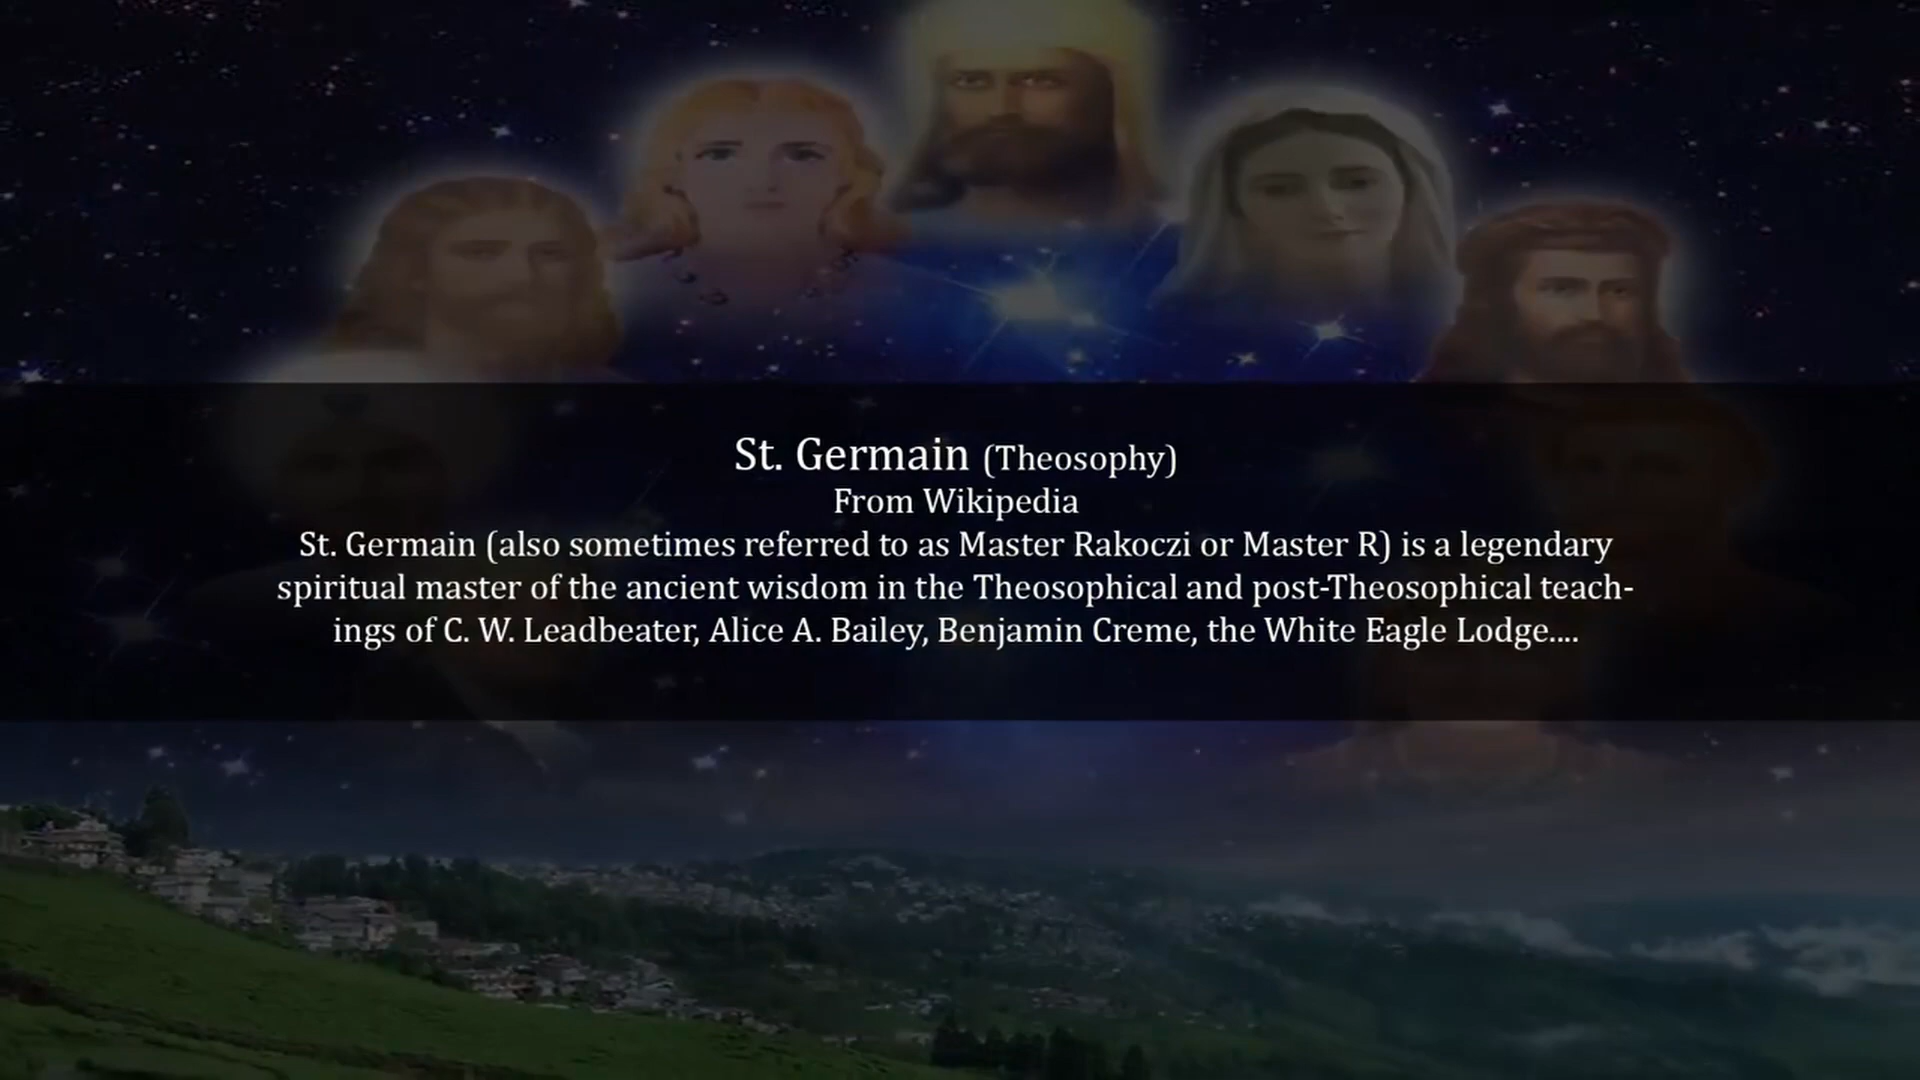 St. Germain (Theosophy)
From Wikipedia
St. Germain (also sometimes referred to as Master Rakoczi or Master R) is a legendary
spiritual master of the ancient wisdom in the Theosophical and post-Theosophical teach-
ings of C. W. Leadbeater, Alice A. Bailey, Benjamin Creme, the White Eagle Lodge....